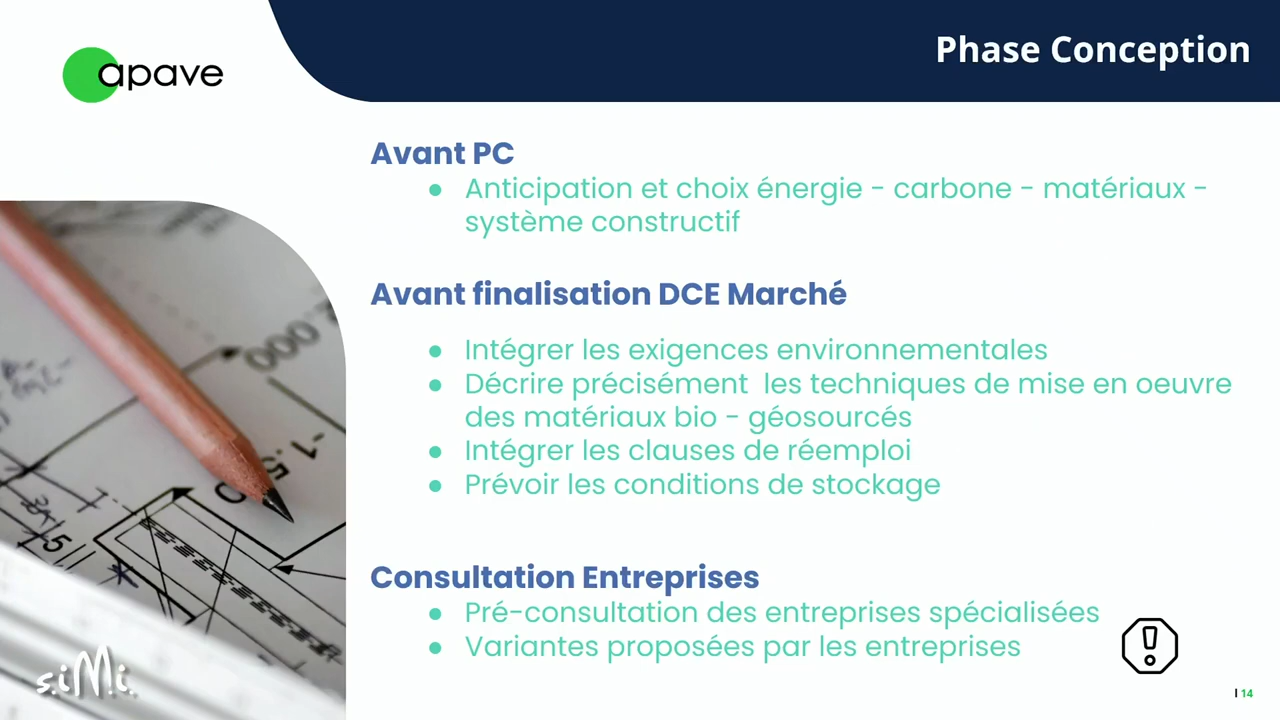 apave
Phase Conception
Avant PC
● Anticipation et choix énergie - carbone - matériaux -
système constructif
Avant finalisation DCE Marché
● Intégrer les exigences environnementales
● Décrire précisément les techniques de mise en oeuvre
des matériaux bio - géosourcés
● Intégrer les clauses de réemploi
● Prévoir les conditions de stockage
Consultation Entreprises
● Pré-consultation des entreprises spécialisées
● Variantes proposées par les entreprises
s.iMi.
I 14